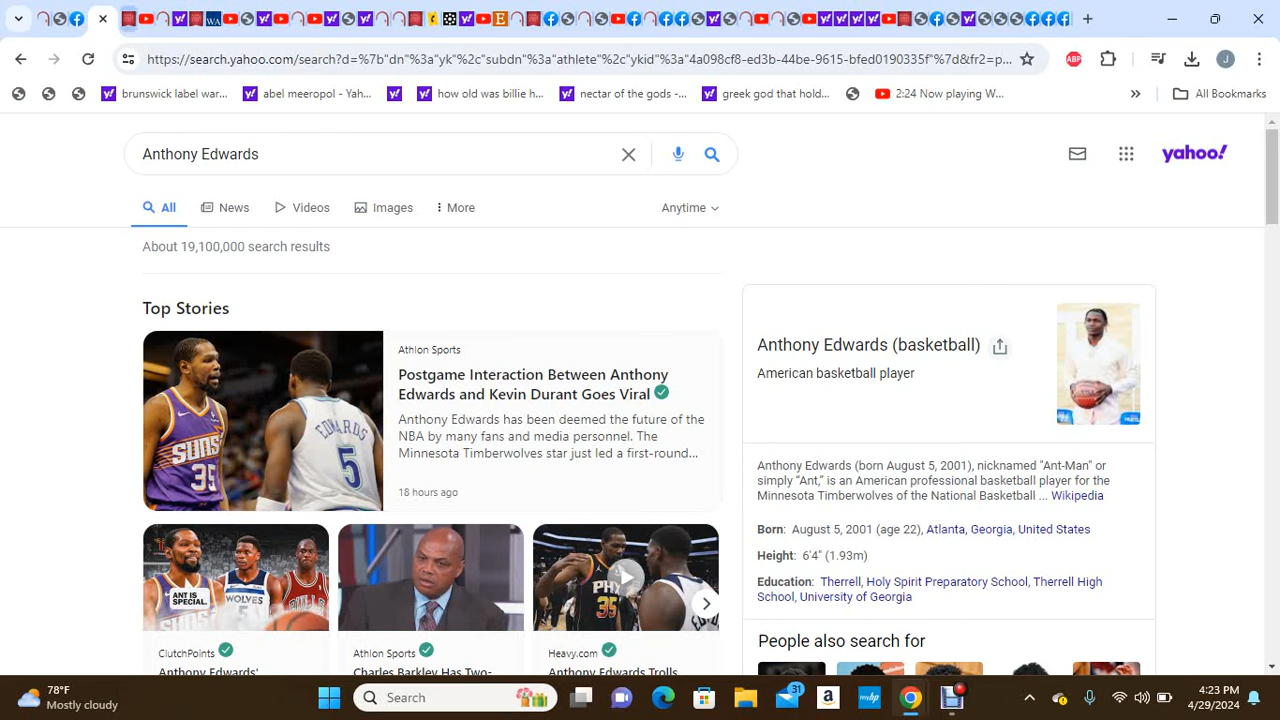 https://search.yahoo.com/search?d=%7b"dn"%3a"yk"%2c"subdn"%3a"athlete"%2c"ykid"%3a"4a098cf8-ed3b-44be-9615-bfed0190335f"%7d&fr2=p...
ABP
J
brunswick label war...
abel meeropol - Yah...
how old was billie h...
nectar of the gods -...
greek god that hold...
2:24 Now playing W...
All Bookmarks
Anthony Edwards
yahoo!
All
News
Videos
Images
More
Anytime
About 19,100,000 search results
Top Stories
Athlon Sports
Postgame Interaction Between Anthony
Edwards and Kevin Durant Goes Viral
Anthony Edwards has been deemed the future of the
NBA by many fans and media personnel. The
Minnesota Timberwolves star just led a first-round...
18 hours ago
SUNS
35
EDWARDS
5
ANT IS
SPECIAL.
WOLVES
BULLS
PHX
35
ClutchPoints
Anthony Edwards'
Athlon Sports
Charles Barkley Has Two-
Heavy.com
Anthony Edwards Trolls
Anthony Edwards (basketball)
American basketball player
Anthony Edwards (born August 5, 2001), nicknamed "Ant-Man" or
simply "Ant," is an American professional basketball player for the
Minnesota Timberwolves of the National Basketball ... Wikipedia
Born: August 5, 2001 (age 22), Atlanta, Georgia, United States
Height: 6'4" (1.93m)
Education: Therrell, Holy Spirit Preparatory School, Therrell High
School, University of Georgia
People also search for
78°F
Mostly cloudy
Search
31
4:23 PM
4/29/2024